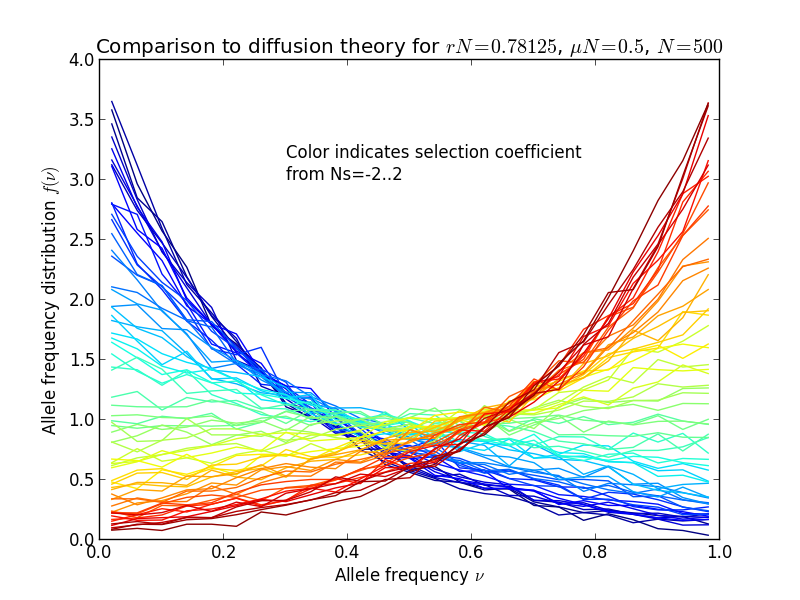 Comparison to diffusion theory for rN=0.78125, μN=0.5, N=500
4.0
3.5
3.0
2.5
2.0
1.5
1.0
0.5
0.0
Allele frequency distribution f(ν)
Color indicates selection coefficient
from Ns=-2..2
0.0 0.2 0.4 0.6 0.8 1.0
Allele frequency ν